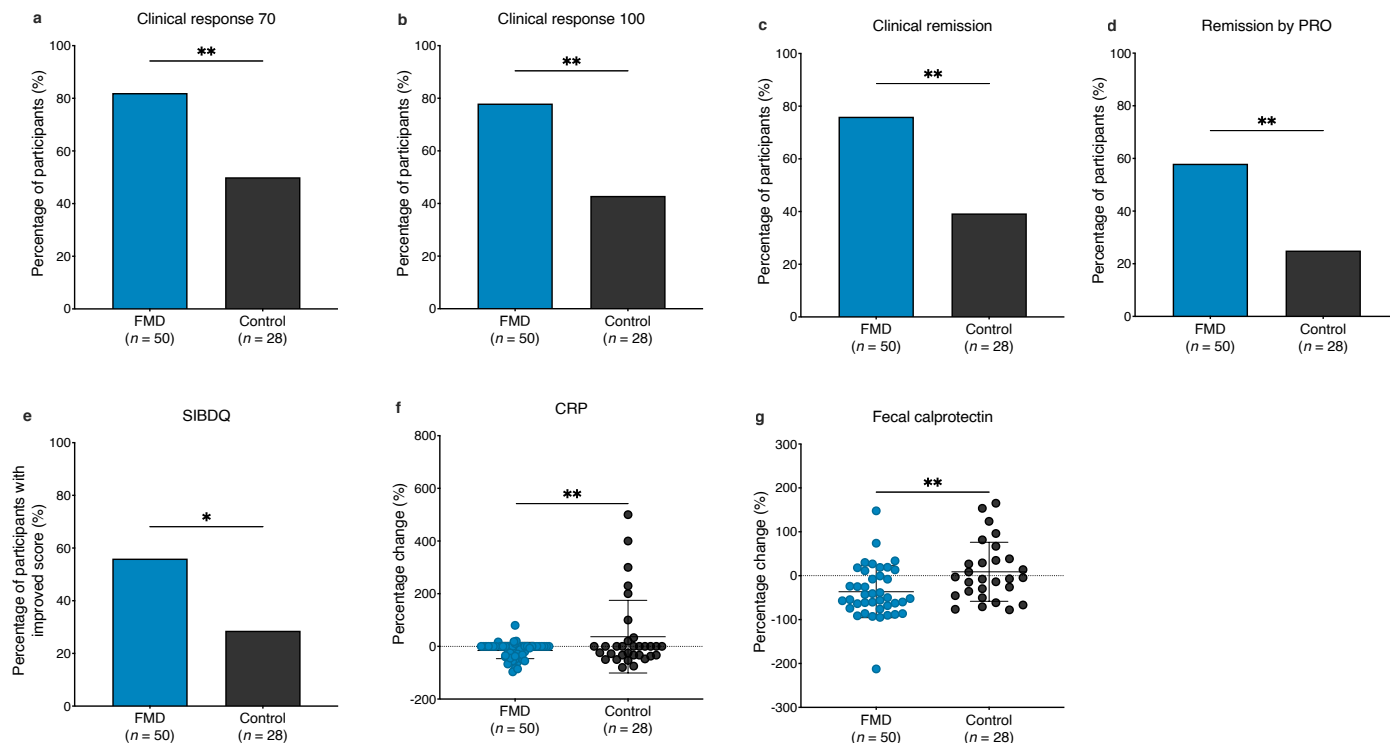 a
Clinical response 70
Percentage of participants (%)
100
80
60
40
20
0
**
FMD
(n = 50)
Control
(n = 28)
b
Clinical response 100
Percentage of participants (%)
100
80
60
40
20
0
**
FMD
(n = 50)
Control
(n = 28)
c
Clinical remission
Percentage of participants (%)
100
80
60
40
20
0
**
FMD
(n = 50)
Control
(n = 28)
d
Remission by PRO
Percentage of participants (%)
100
80
60
40
20
0
**
FMD
(n = 50)
Control
(n = 28)
e
SIBDQ
Percentage of participants with
improved score (%)
100
80
60
40
20
0
*
FMD
(n = 50)
Control
(n = 28)
f
CRP
Percentage change (%)
800
600
400
200
0
-200
**
FMD
(n = 50)
Control
(n = 28)
g
Fecal calprotectin
Percentage change (%)
300
200
100
0
-100
-200
-300
**
FMD
(n = 50)
Control
(n = 28)